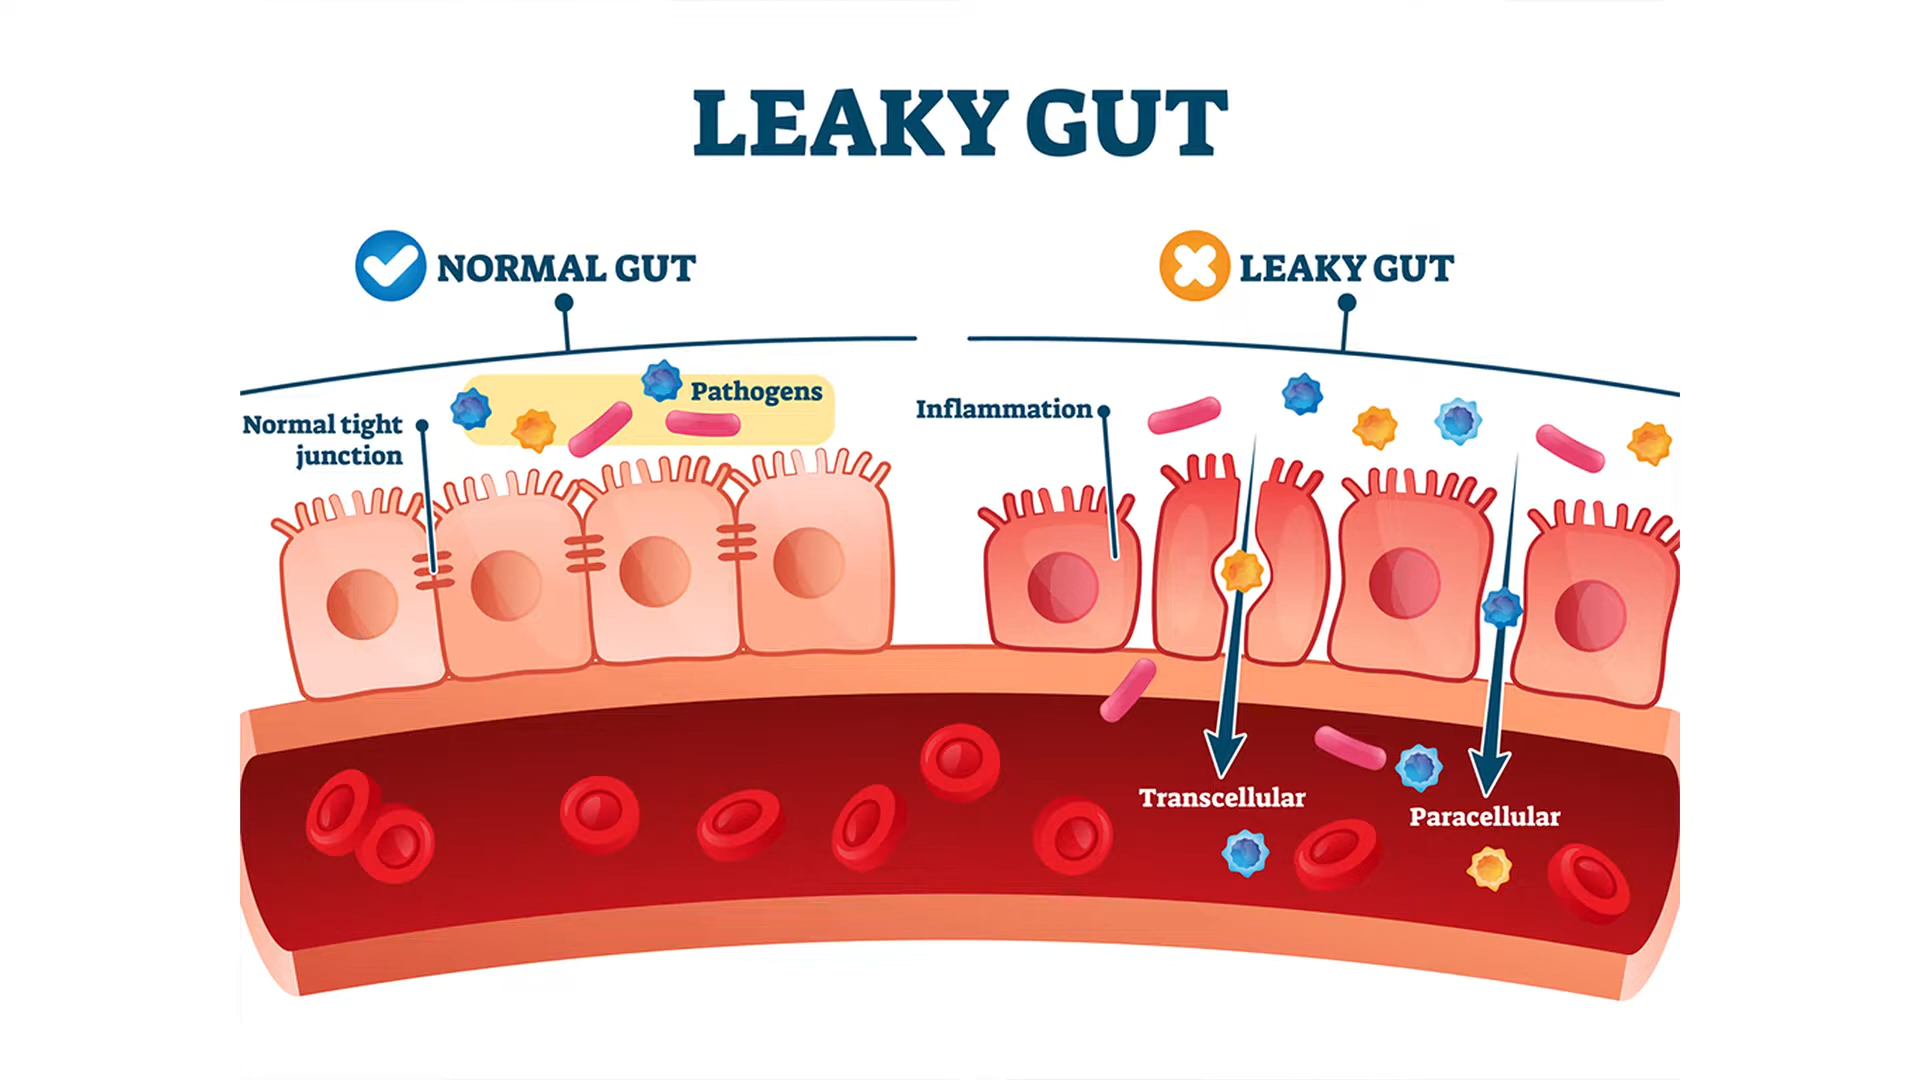 LEAKY GUT
NORMAL GUT
LEAKY GUT
Pathogens
Normal tight
junction
Inflammation
Transcellular
Paracellular